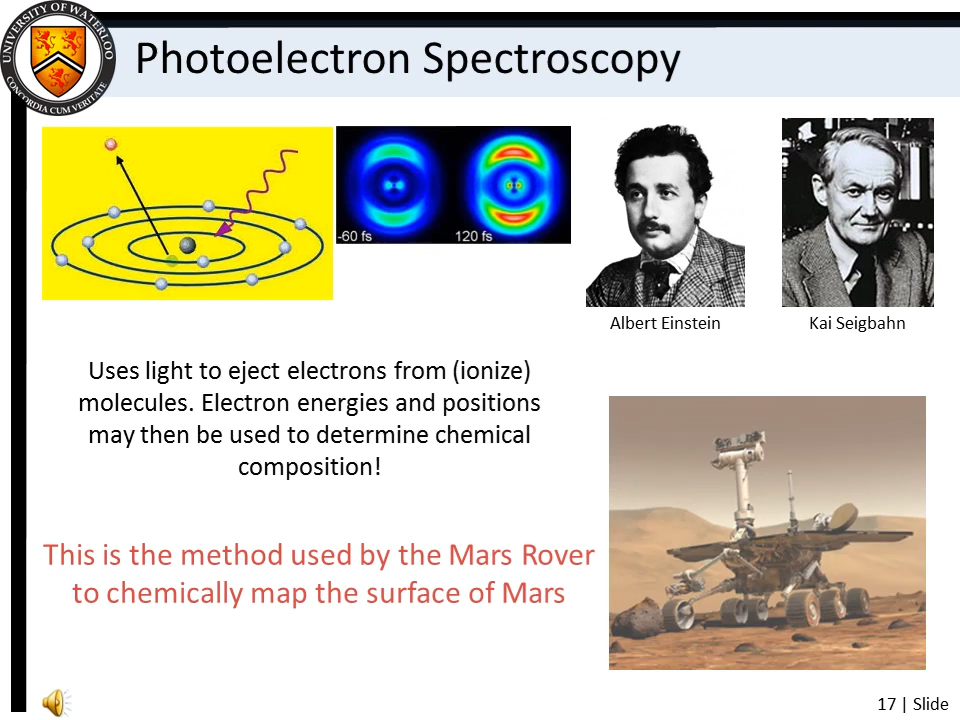 UNIVERSITY OF WATERLOO
CONCORDIA CUM VERITATE
Photoelectron Spectroscopy
-60 fs
120 fs
Albert Einstein
Kai Seigbahn
Uses light to eject electrons from (ionize)
molecules. Electron energies and positions
may then be used to determine chemical
composition!
This is the method used by the Mars Rover
to chemically map the surface of Mars
17 | Slide